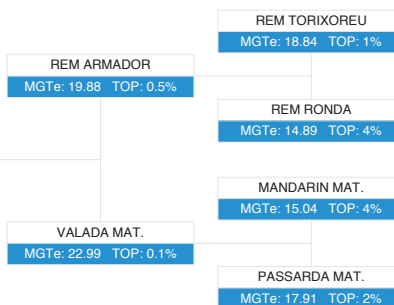 REM TORIXOREU
MGTe: 18.84 TOP: 1%
REM ARMADOR
MGTe: 19.88 TOP: 0.5%
REM RONDA
MGTe: 14.89 TOP: 4%
MANDARIN MAT.
MGTe: 15.04 TOP: 4%
VALADA MAT.
MGTe: 22.99 TOP: 0.1%
PASSARDA MAT.
MGTe: 17.91 TOP: 2%